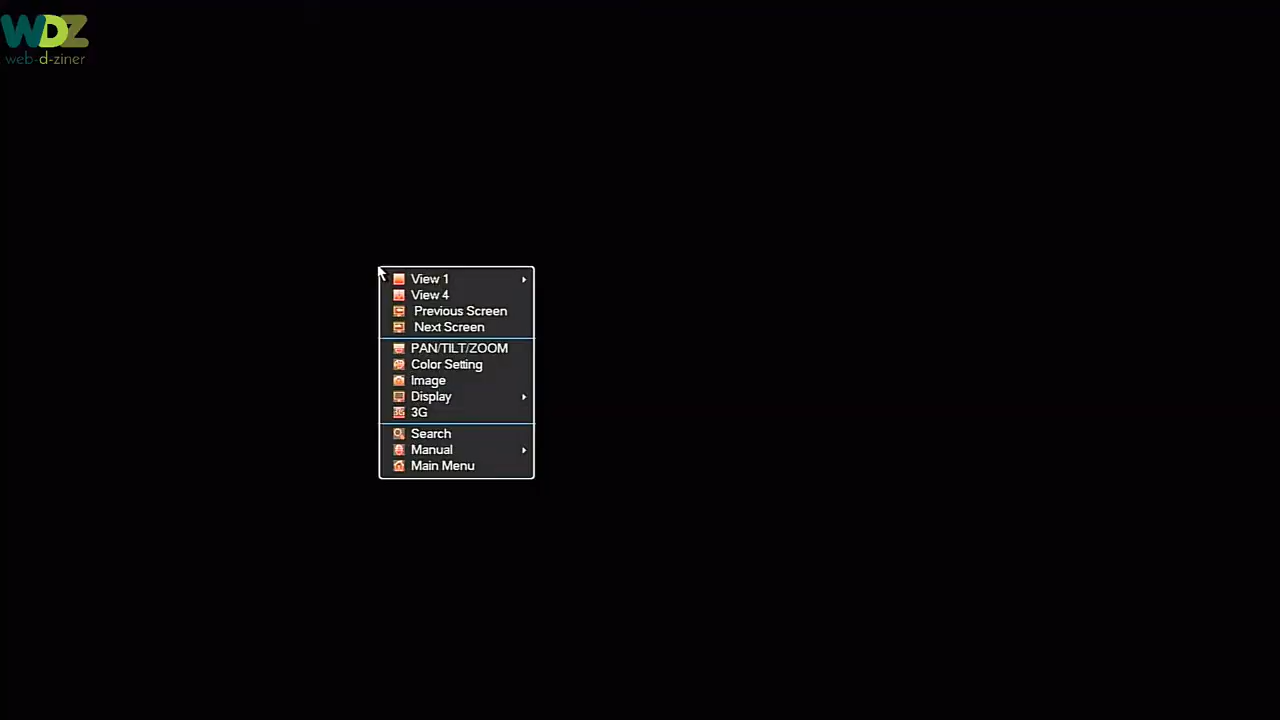 WDZ
web-d-ziner
View 1
View 4
Previous Screen
Next Screen
PAN/TILT/ZOOM
Color Setting
Image
Display
3G
Search
Manual
Main Menu